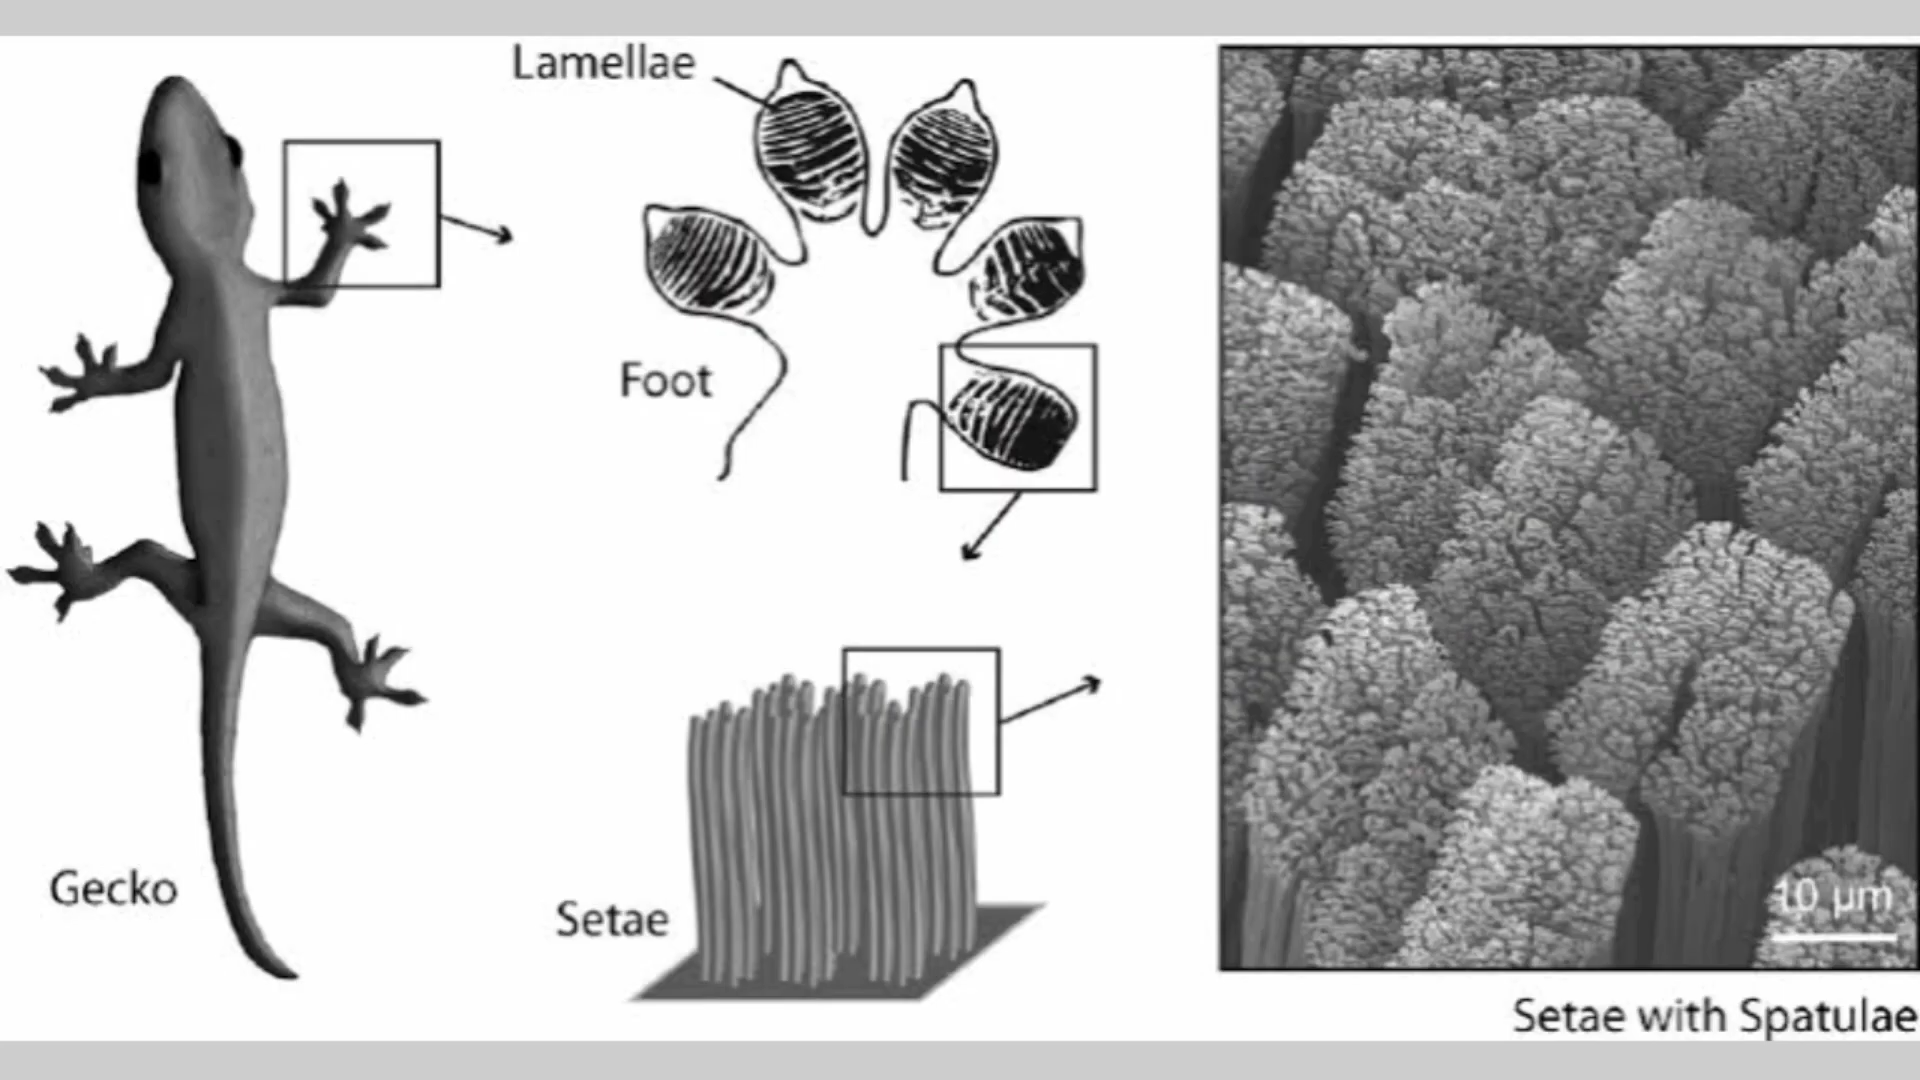 Lamellae
Foot
Gecko
Setae
10 µm
Setae with Spatulae